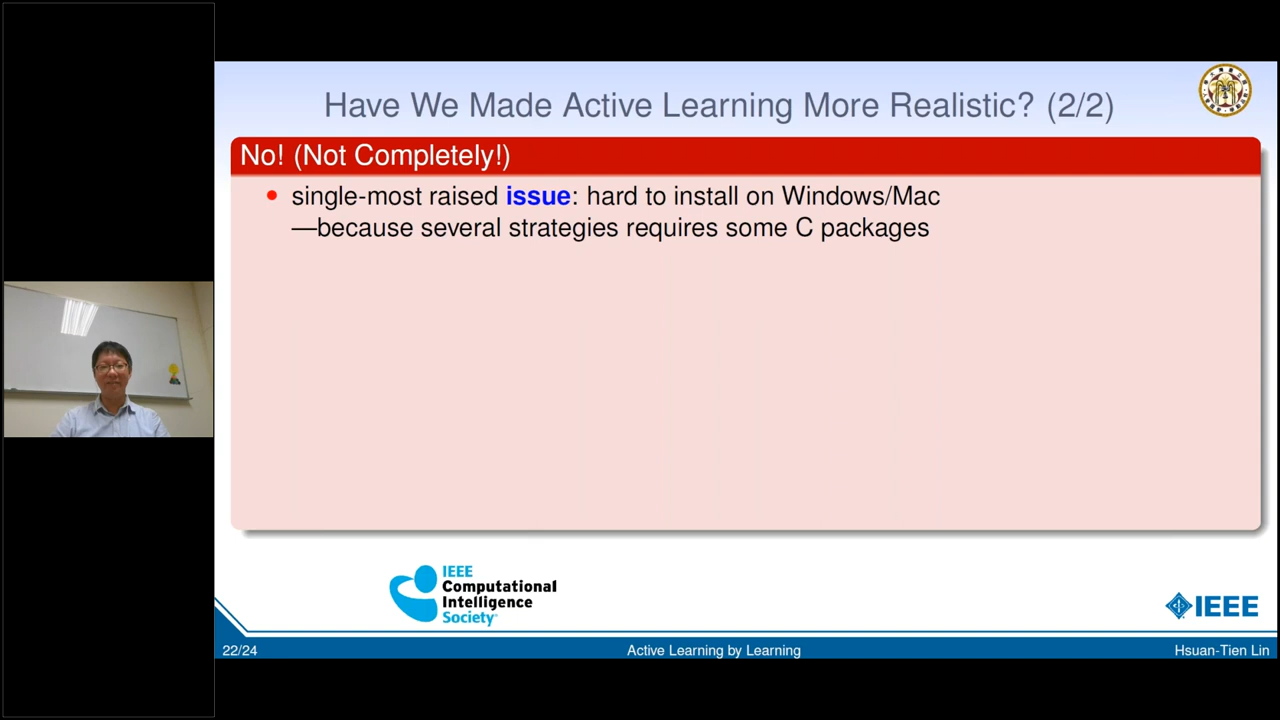 Have We Made Active Learning More Realistic? (2/2)
No! (Not Completely!)
• single-most raised issue: hard to install on Windows/Mac
—because several strategies requires some C packages
IEEE
Computational
Intelligence
Society
IEEE
22/24 Active Learning by Learning Hsuan-Tien Lin